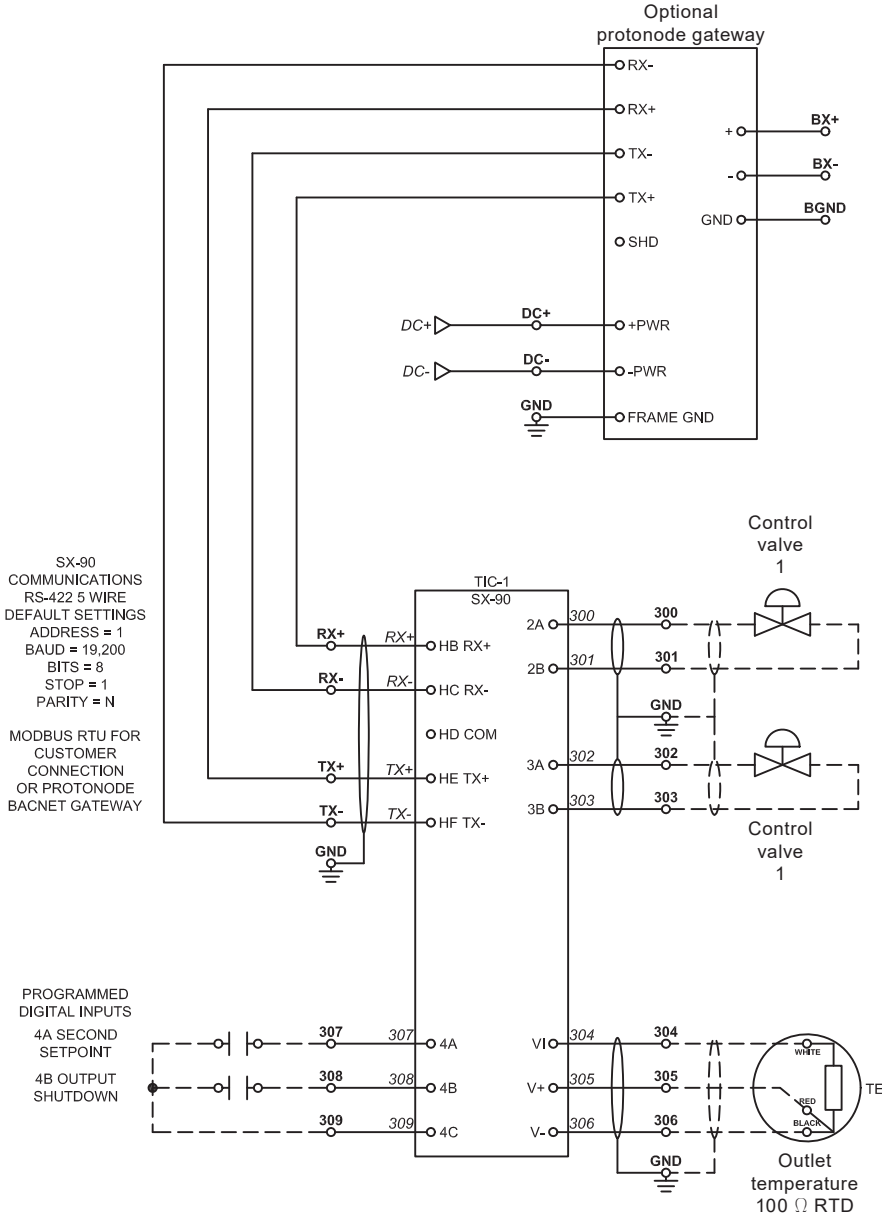 Optional
protonode gateway
RX-
RX+
TX-
TX+
SHD
DC+ DC+ +PWR
DC- DC- -PWR
GND
FRAME GND
+ BX+
- BX-
GND BGND
SX-90
COMMUNICATIONS
RS-422 5 WIRE
DEFAULT SETTINGS
ADDRESS = 1
BAUD = 19,200
BITS = 8
STOP = 1
PARITY = N
MODBUS RTU FOR
CUSTOMER
CONNECTION
OR PROTONODE
BACNET GATEWAY
TIC-1
SX-90
RX+ RX+ HB RX+
RX- RX- HC RX-
HD COM
TX+ TX+ HE TX+
TX- TX- HF TX-
GND
2A 300 300
2B 301 301
GND
3A 302 302
3B 303 303
Control
valve
1
Control
valve
1
PROGRAMMED
DIGITAL INPUTS
4A SECOND
SETPOINT
4B OUTPUT
SHUTDOWN
307 307 4A
308 308 4B
309 309 4C
VI 304 304
V+ 305 305
V- 306 306
GND
WHITE
RED
BLACK
TE
Outlet
temperature
100 Ω RTD